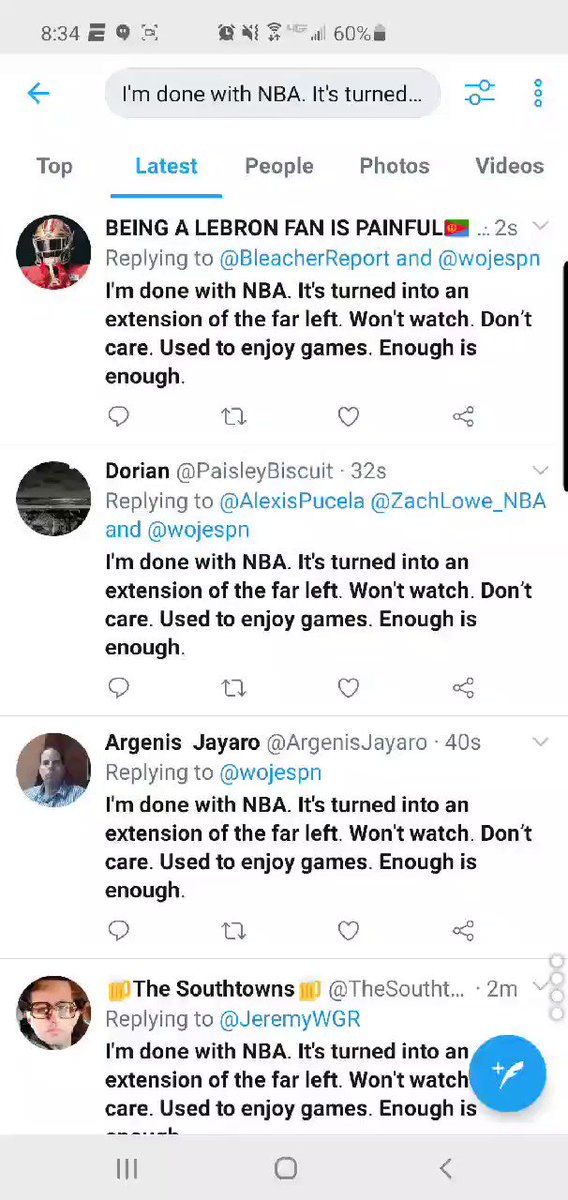 8:34 60%
I'm done with NBA. It's turned...
Top Latest People Photos Videos
BEING A LEBRON FAN IS PAINFUL🇪🇷 ... 2s
Replying to @BleacherReport and @wojespn
I'm done with NBA. It's turned into an
extension of the far left. Won't watch. Don’t
care. Used to enjoy games. Enough is
enough.
Dorian @PaisleyBiscuit · 32s
Replying to @AlexisPucela @ZachLowe_NBA
and @wojespn
I'm done with NBA. It's turned into an
extension of the far left. Won't watch. Don’t
care. Used to enjoy games. Enough is
enough.
Argenis Jayaro @ArgenisJayaro · 40s
Replying to @wojespn
I'm done with NBA. It's turned into an
extension of the far left. Won't watch. Don’t
care. Used to enjoy games. Enough is
enough.
🍻The Southtowns🍻 @TheSoutht... · 2m
Replying to @JeremyWGR
I'm done with NBA. It's turned into an
extension of the far left. Won't watch
care. Used to enjoy games. Enough is